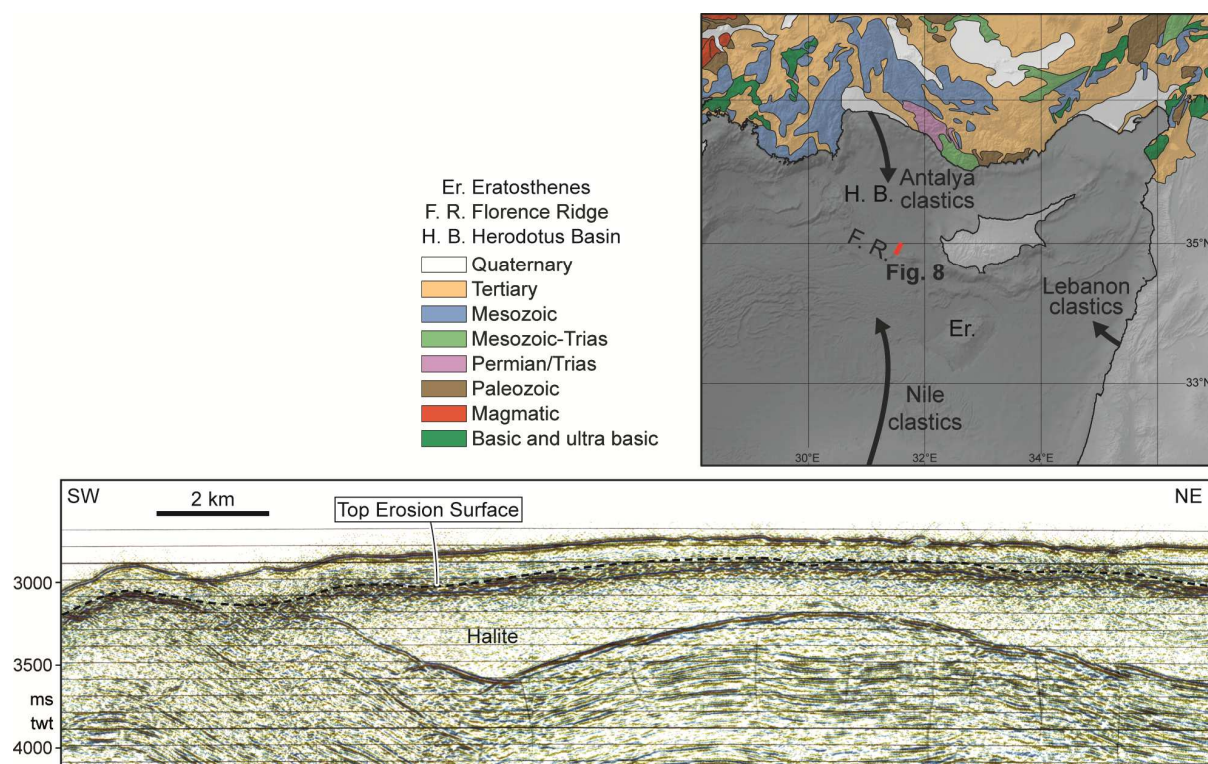 Er. Eratosthenes
F. R. Florence Ridge
H. B. Herodotus Basin
Quaternary
Tertiary
Mesozoic
Mesozoic-Trias
Permian/Trias
Paleozoic
Magmatic
Basic and ultra basic
37°N
H. B.
Antalya
clastics
F. R.
35°N
Fig. 8
Lebanon
clastics
Er.
33°N
Nile
clastics
30°E
32°E
34°E
SW
2 km
Top Erosion Surface
NE
3000
Halite
3500
ms
twt
4000